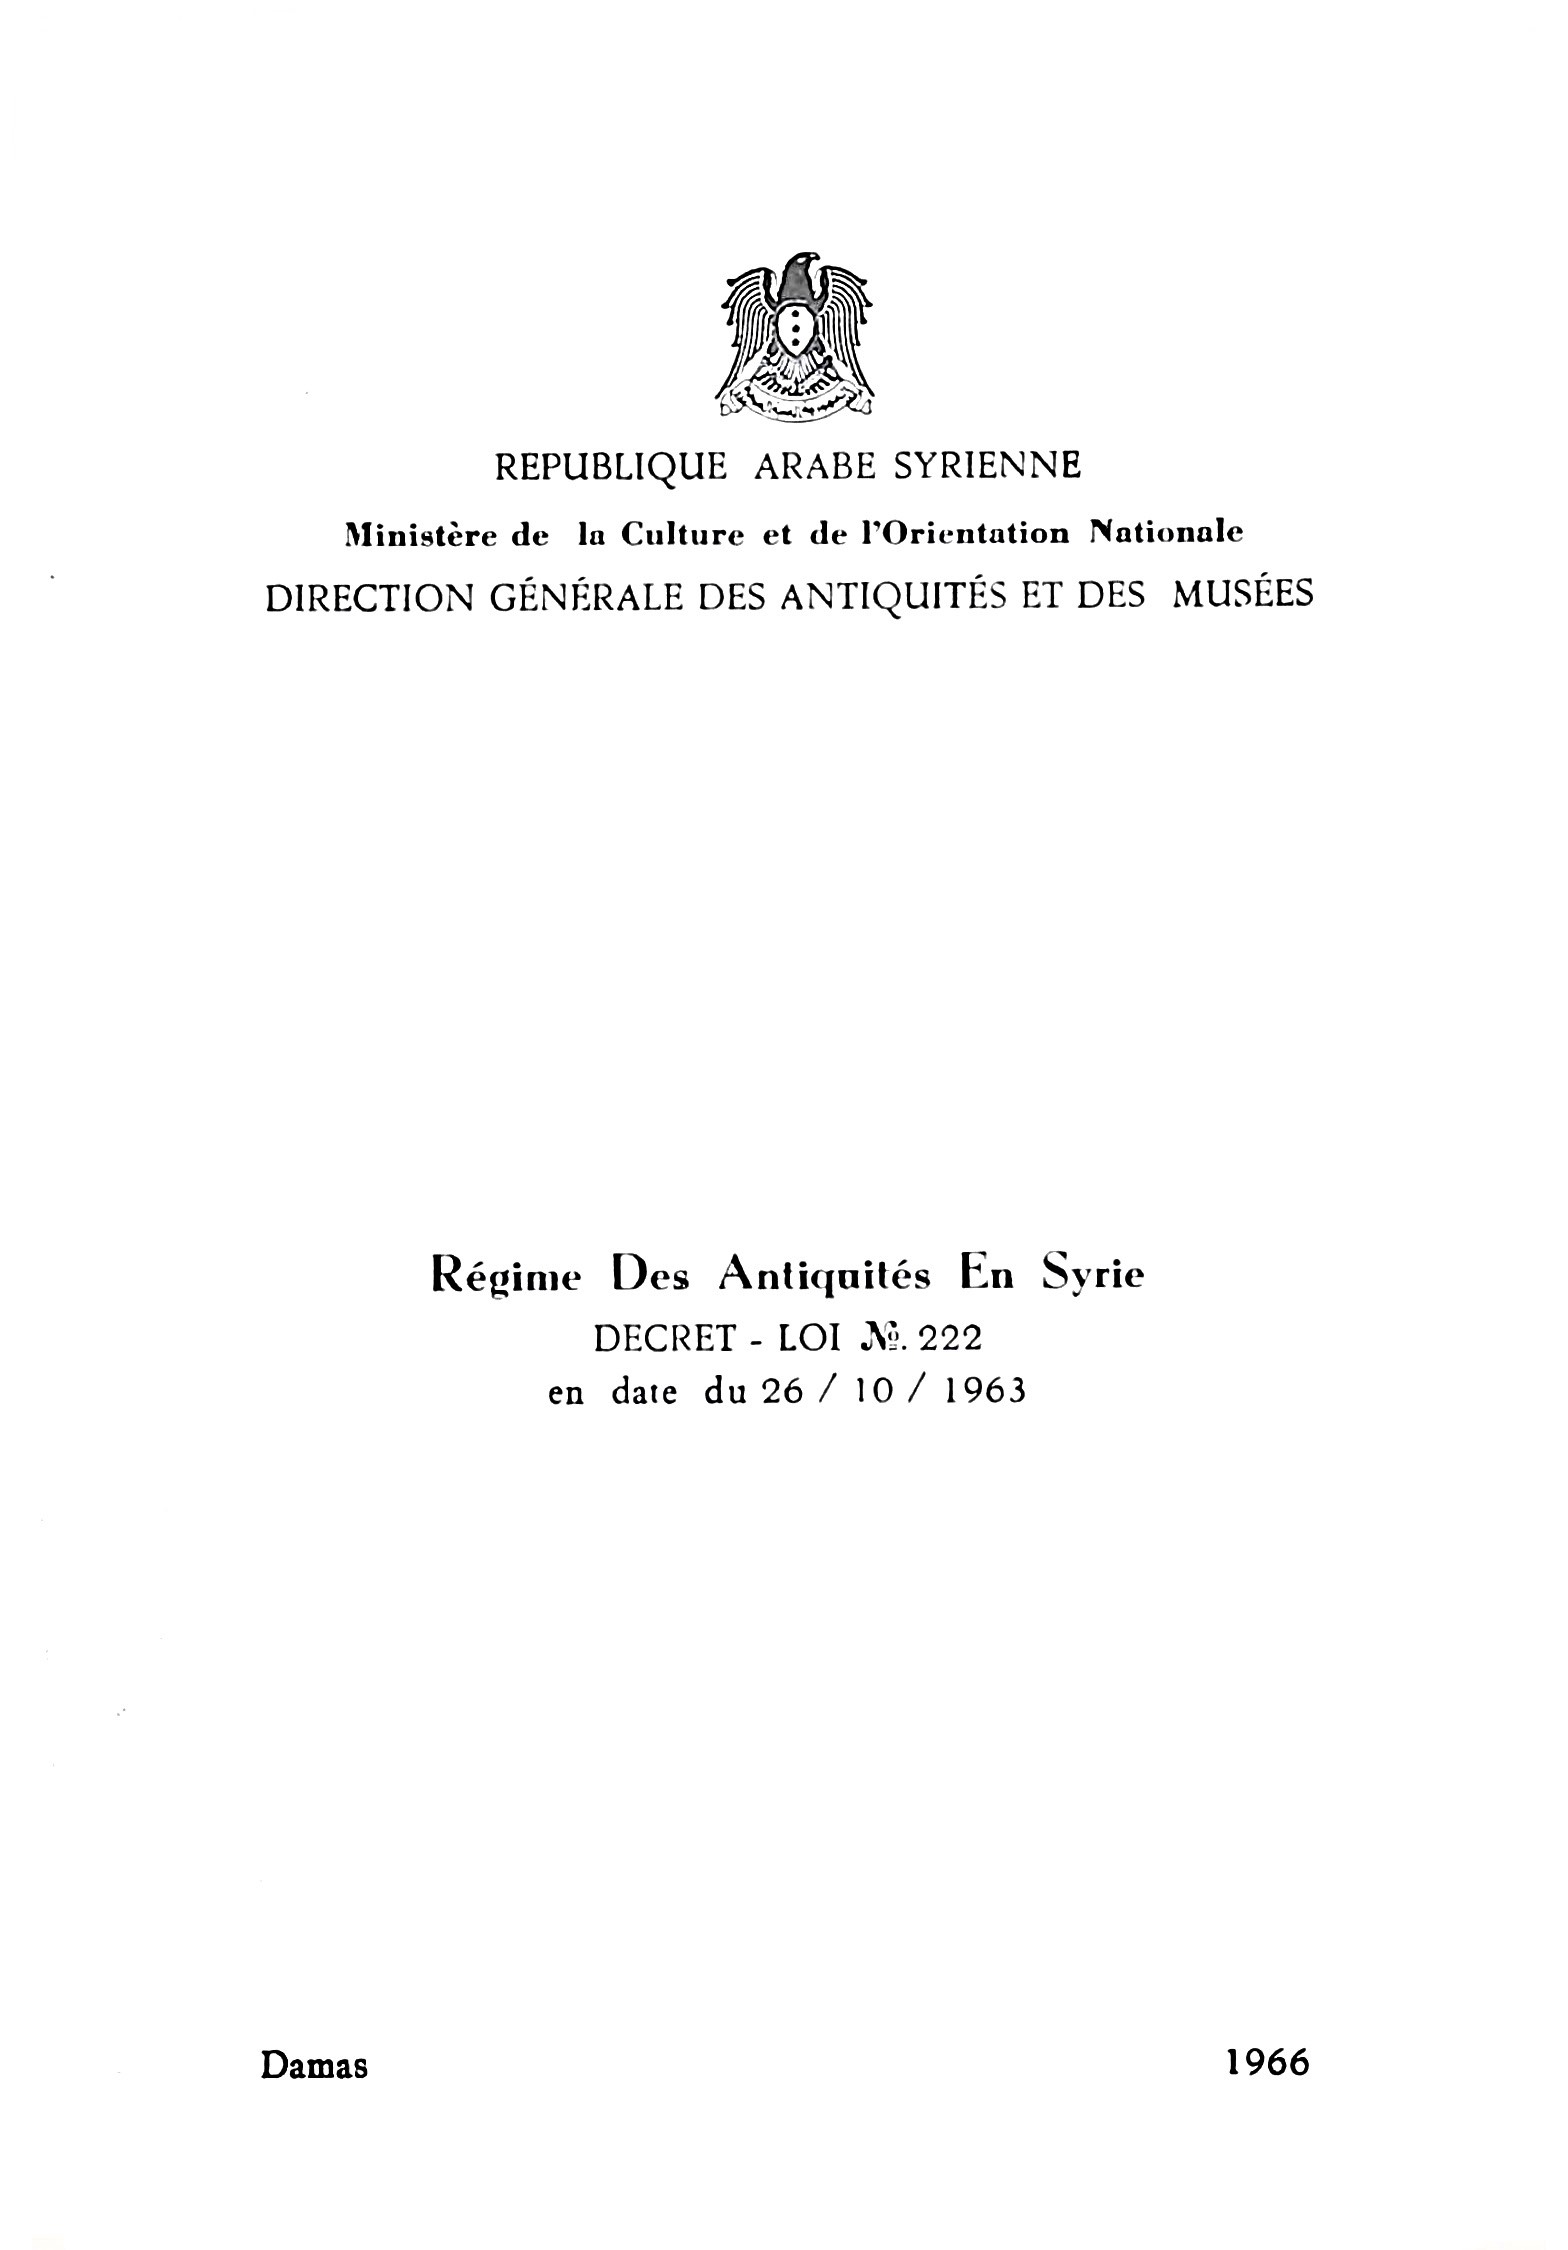 REPUBLIQUE ARABE SYRIENNE
Ministère de la Culture et de l'Orientation Nationale
DIRECTION GÉNÉRALE DES ANTIQUITÉS ET DES MUSÉES
Régime Des Antiquités En Syrie
DECRET - LOI №. 222
en date du 26 / 10 / 1963
Damas 1966